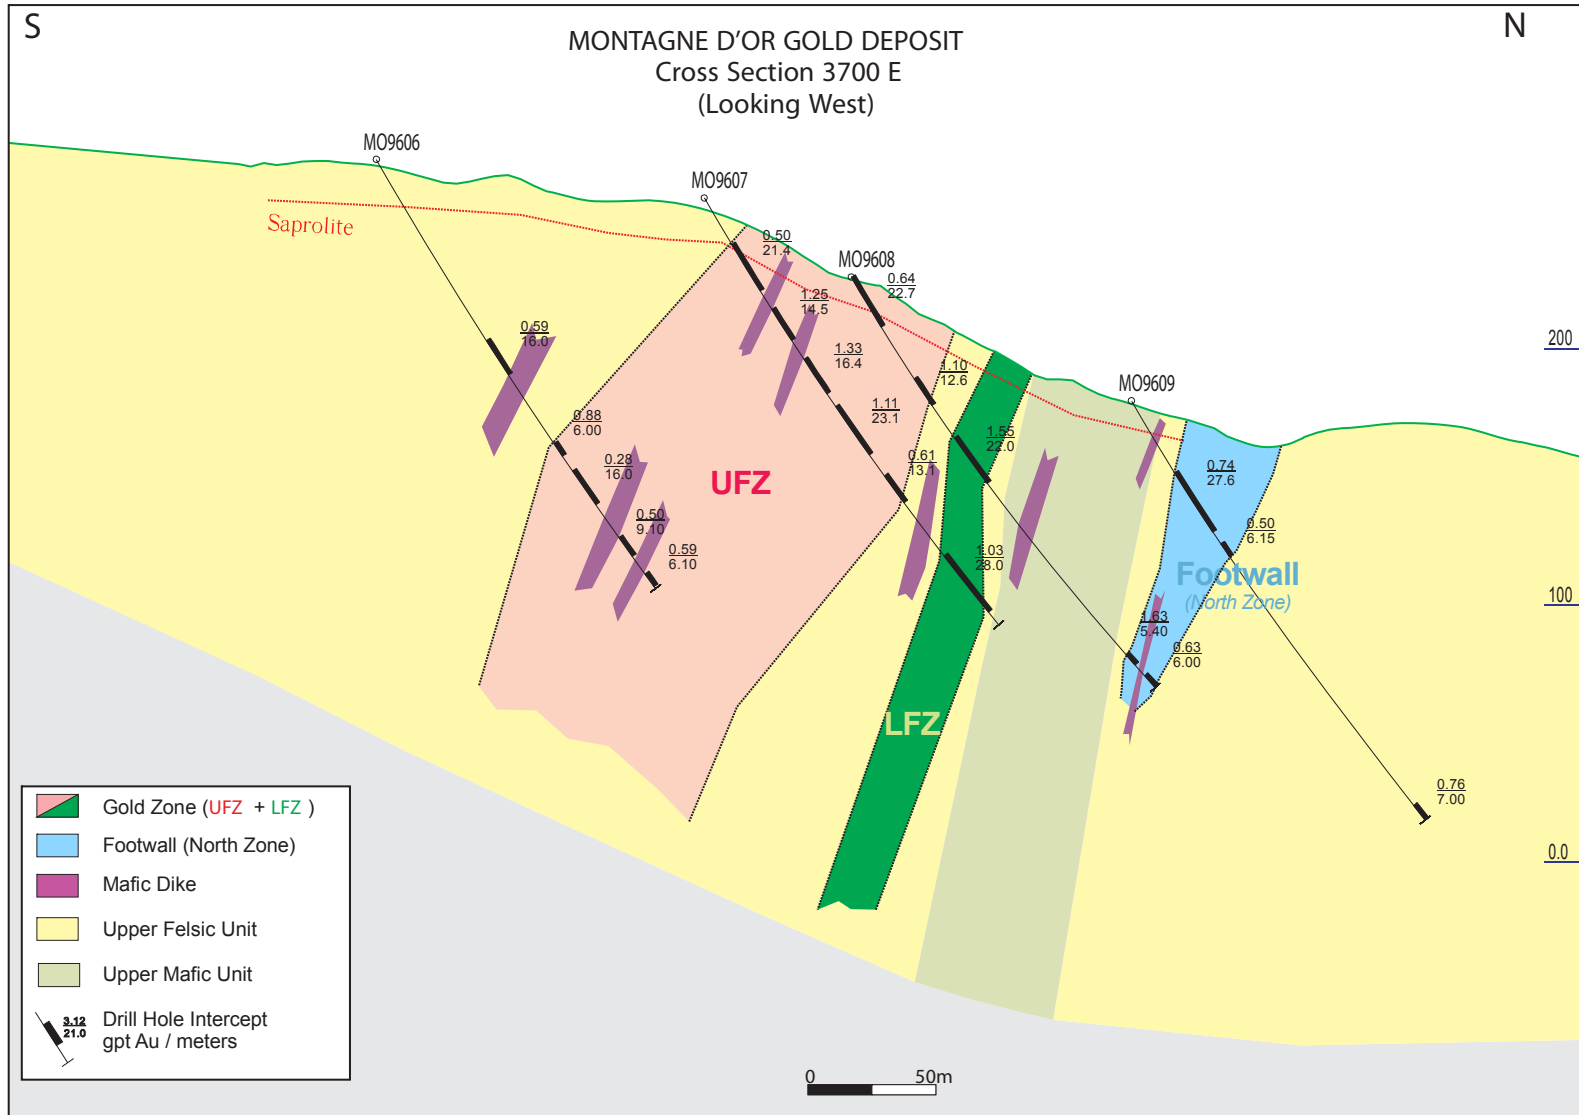 S
N
MONTAGNE D'OR GOLD DEPOSIT
Cross Section 3700 E
(Looking West)
MO9606
MO9607
Saprolite
0.50
21.4
MO9608
0.64
22.7
1.25
14.5
0.59
16.0
1.33
16.4
1.10
12.6
200
MO9609
0.88
6.00
1.11
23.1
1.55
22.0
0.28
16.0
UFZ
0.61
13.1
0.74
27.6
0.50
9.10
0.50
6.15
0.59
6.10
1.03
28.0
Footwall
(North Zone)
100
1.63
5.40
0.63
6.00
LFZ
0.76
7.00
0.0
Gold Zone (UFZ + LFZ )
Footwall (North Zone)
Mafic Dike
Upper Felsic Unit
Upper Mafic Unit
3.12
21.0
Drill Hole Intercept
gpt Au / meters
0 50m